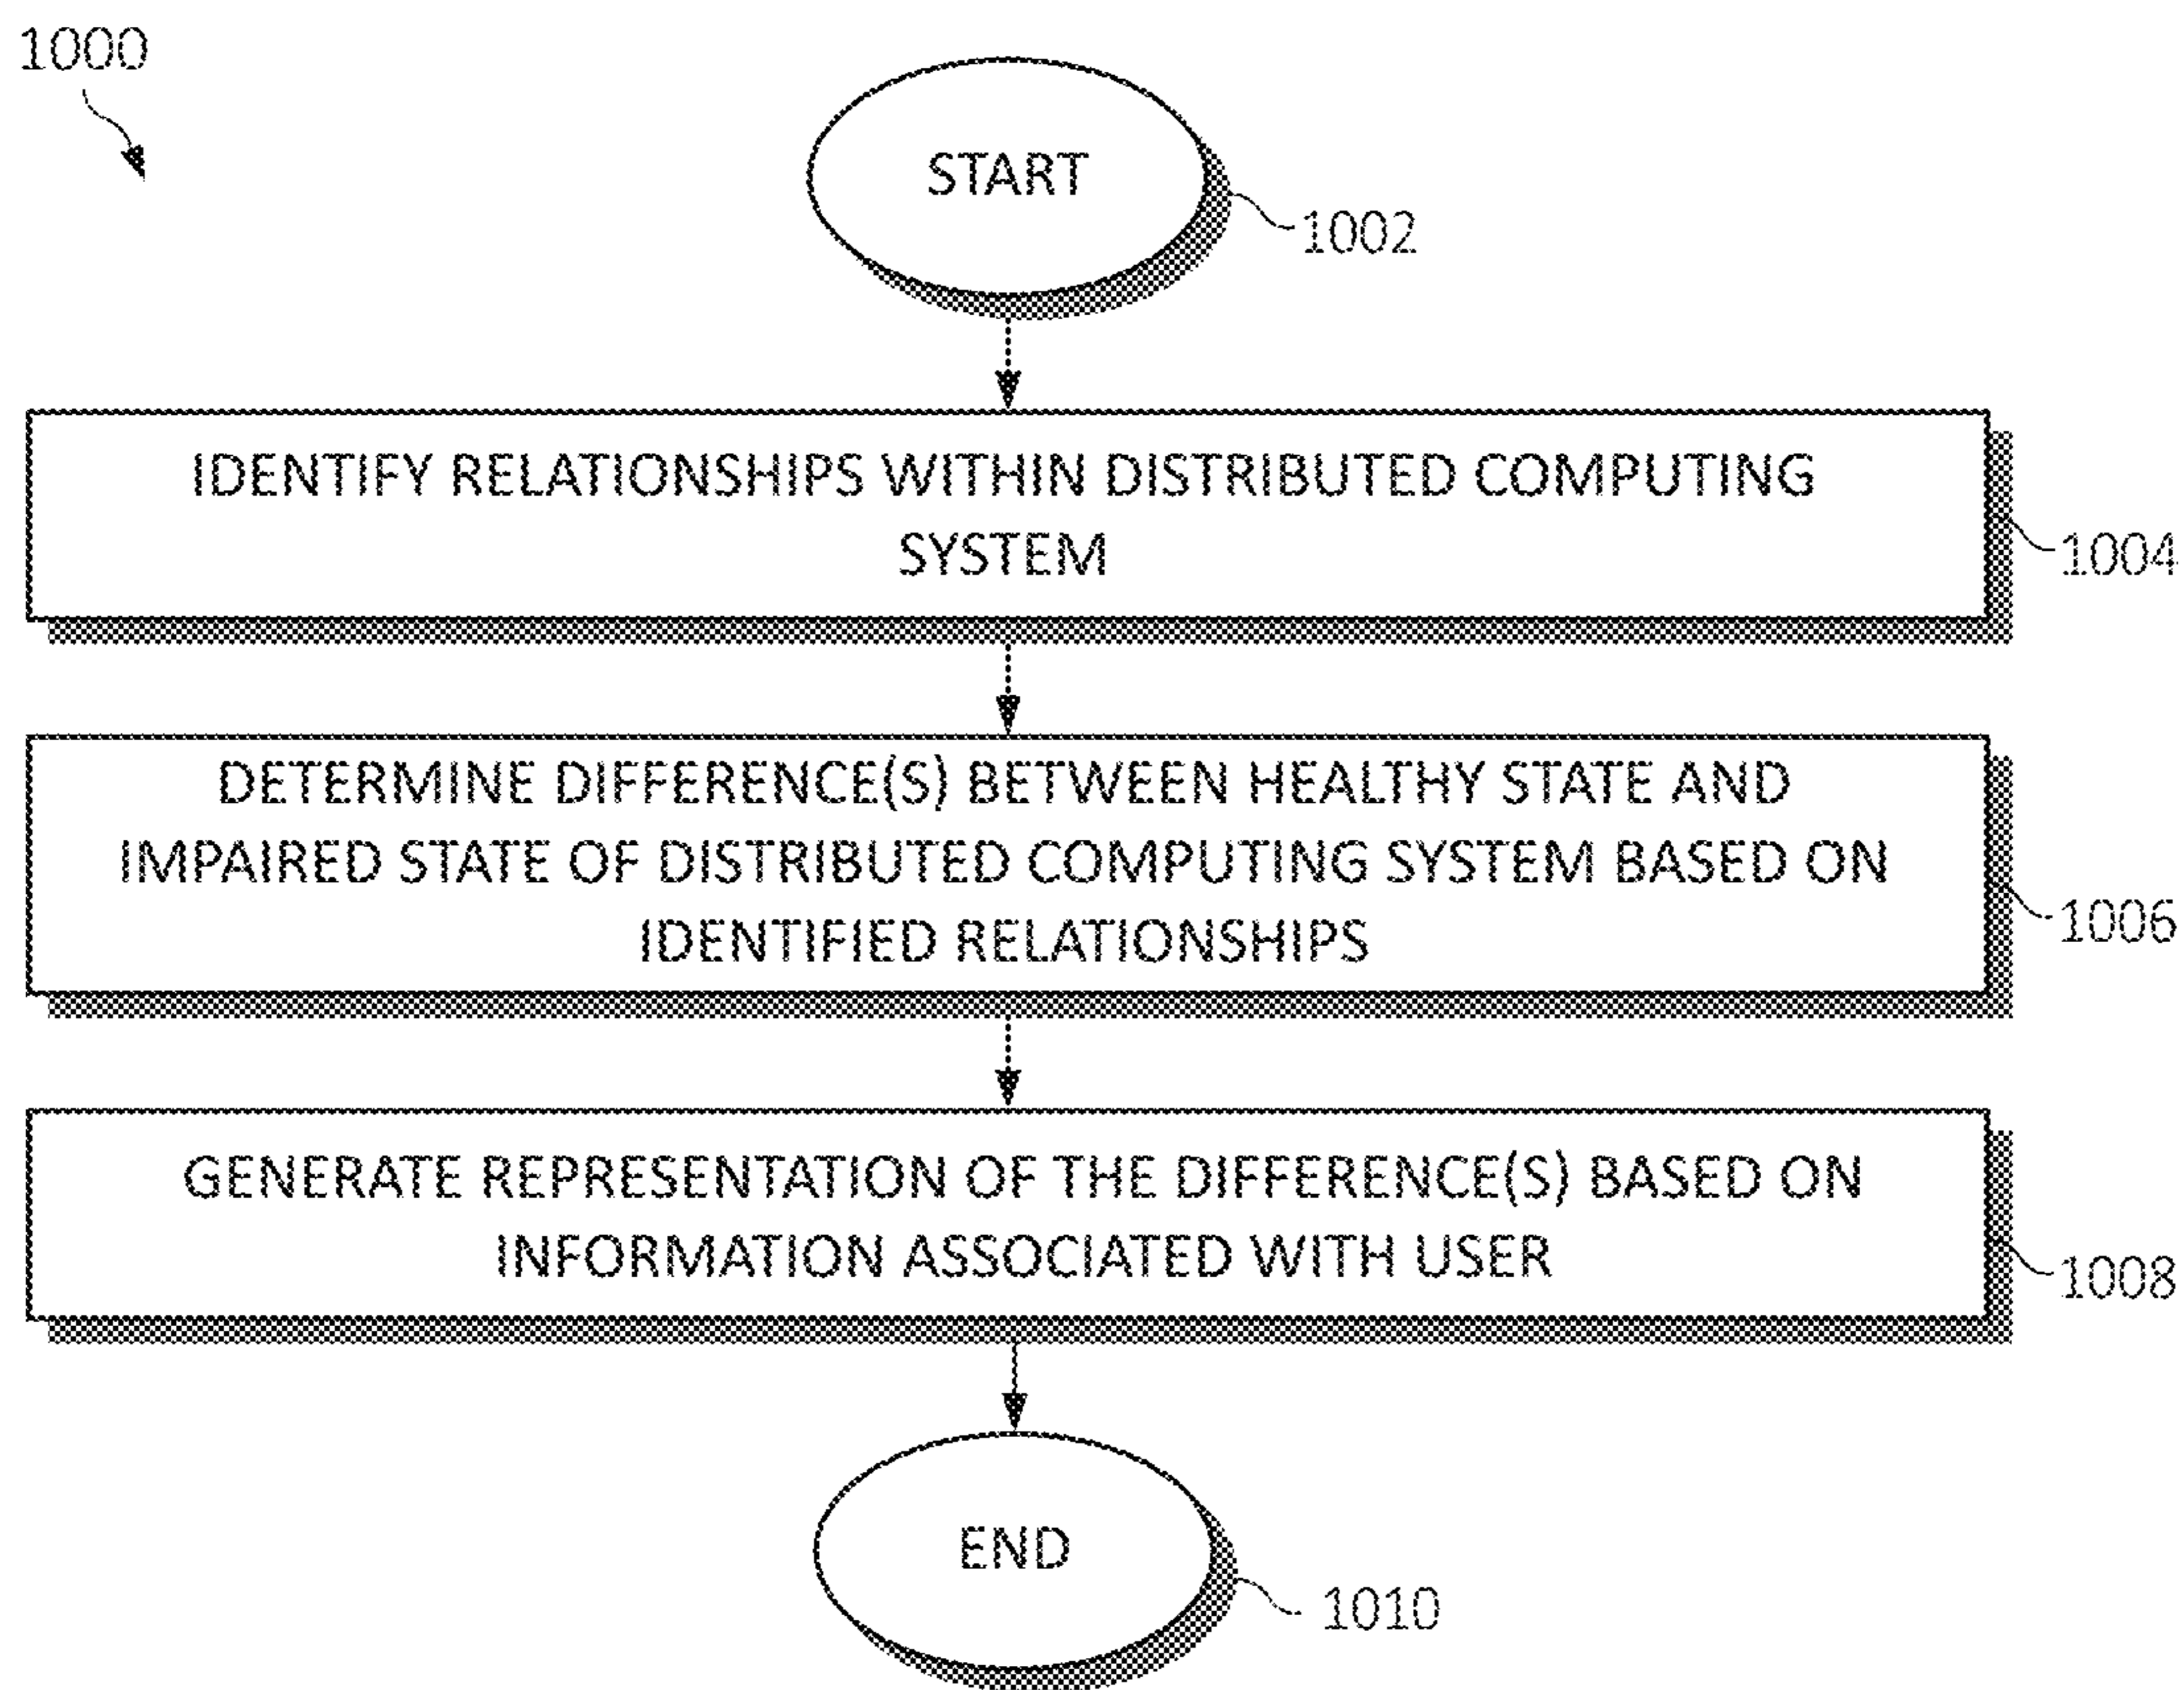 1000
START
1002
IDENTIFY RELATIONSHIPS WITHIN DISTRIBUTED COMPUTING
SYSTEM
1004
DETERMINE DIFFERENCE(S) BETWEEN HEALTHY STATE AND
IMPAIRED STATE OF DISTRIBUTED COMPUTING SYSTEM BASED ON
IDENTIFIED RELATIONSHIPS
1006
GENERATE REPRESENTATION OF THE DIFFERENCE(S) BASED ON
INFORMATION ASSOCIATED WITH USER
1008
END
1010